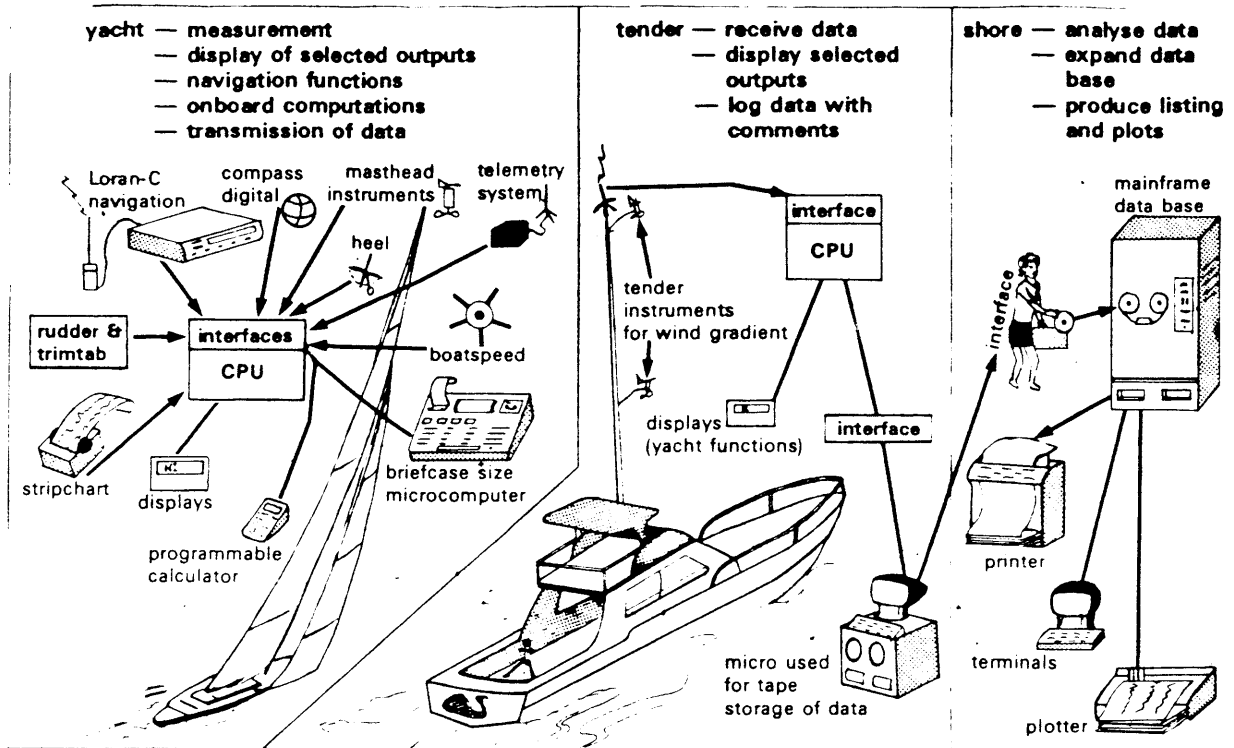 yacht — measurement
— display of selected outputs
— navigation functions
— onboard computations
— transmission of data
Loran-C
navigation
compass
digital
masthead
instruments
telemetry
system
heel
rudder &
trimtab
interfaces
CPU
boatspeed
stripchart
displays
programmable
calculator
briefcase size
microcomputer
tender — receive data
— display selected
outputs
— log data with
comments
interface
CPU
tender
instruments
for wind gradient
displays
(yacht functions)
interface
micro used
for tape
storage of data
shore — analyse data
— expand data
base
— produce listing
and plots
mainframe
data base
interface
printer
terminals
plotter